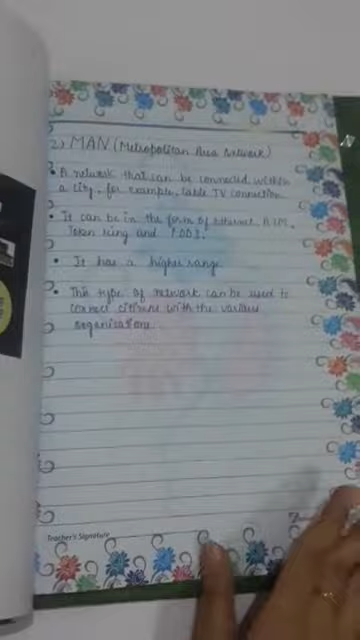 2) MAN (Metropolitan Area Network)
• A network that can be connected within
a city, for example, cable TV connection.
• It can be in the form of Ethernet, ATM,
Token ring and FDDI.
• It has a higher range.
• This type of network can be used to
connect citizens with the various
organizations.
Teacher's Signature